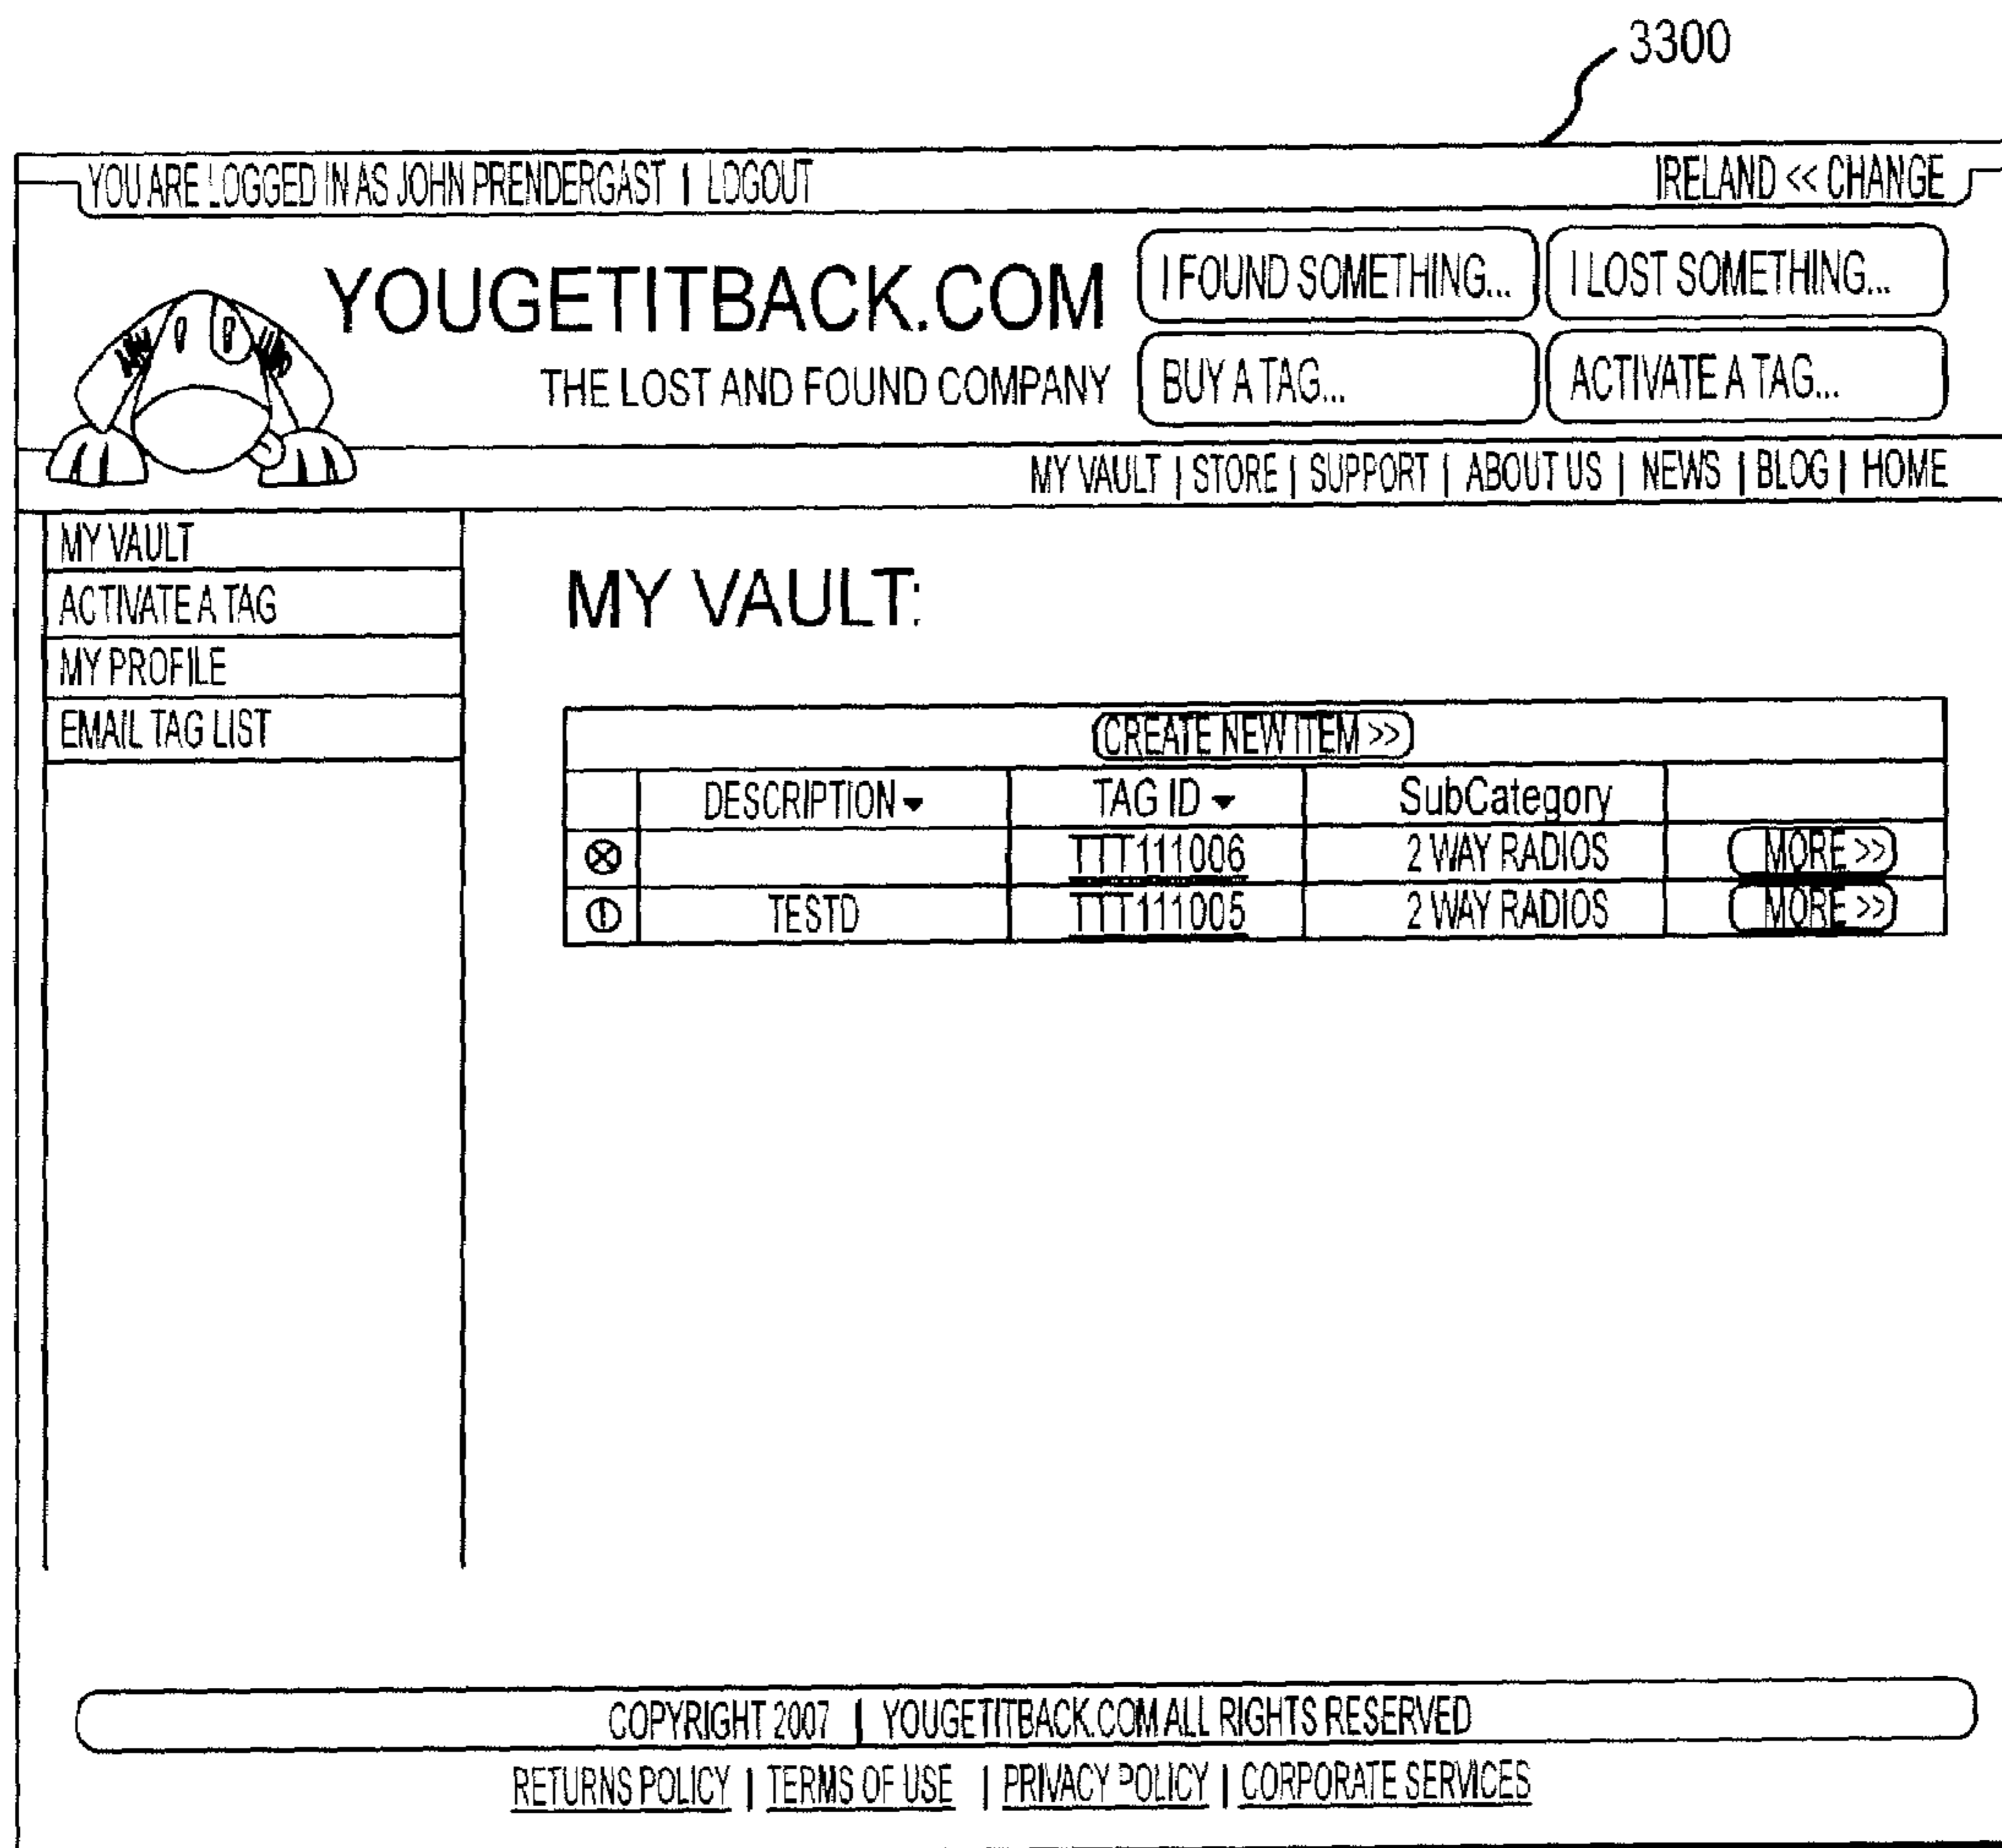 3300
YOU ARE LOGGED IN AS JOHN PRENDERGAST | LOGOUT
IRELAND << CHANGE
YOUGETITBACK.COM
THE LOST AND FOUND COMPANY
I FOUND SOMETHING...
I LOST SOMETHING...
BUY A TAG...
ACTIVATE A TAG...
MY VAULT | STORE | SUPPORT | ABOUT US | NEWS | BLOG | HOME
MY VAULT
ACTIVATE A TAG
MY PROFILE
EMAIL TAG LIST
MY VAULT:
CREATE NEW ITEM >>
DESCRIPTION TAG ID SubCategory
TTT111006 2 WAY RADIOS MORE >>
TESTD TTT111005 2 WAY RADIOS MORE >>
COPYRIGHT 2007 | YOUGETITBACK.COM ALL RIGHTS RESERVED
RETURNS POLICY | TERMS OF USE | PRIVACY POLICY | CORPORATE SERVICES